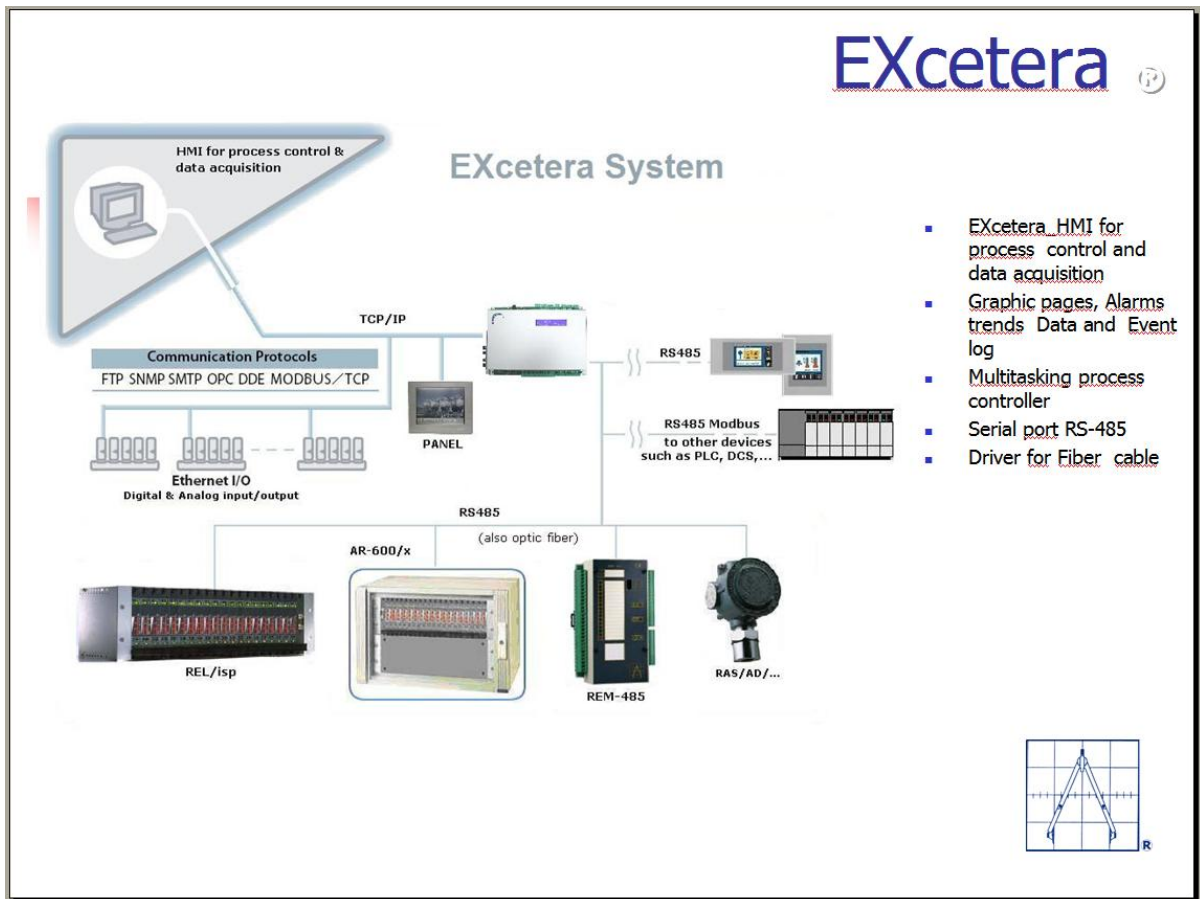 EXcetera ®
HMI for process control &
data acquisition
EXcetera System
TCP/IP
Communication Protocols
FTP SNMP SMTP OPC DDE MODBUS/TCP
PANEL
Ethernet I/O
Digital & Analog input/output
RS485
RS485 Modbus
to other devices
such as PLC, DCS,...
RS485
(also optic fiber)
AR-600/x
REL/isp
REM-485
RAS/AD/...
▪ EXcetera_HMI for
process control and
data acquisition
▪ Graphic pages, Alarms
trends Data and Event
log
▪ Multitasking process
controller
▪ Serial port RS-485
▪ Driver for Fiber cable
R